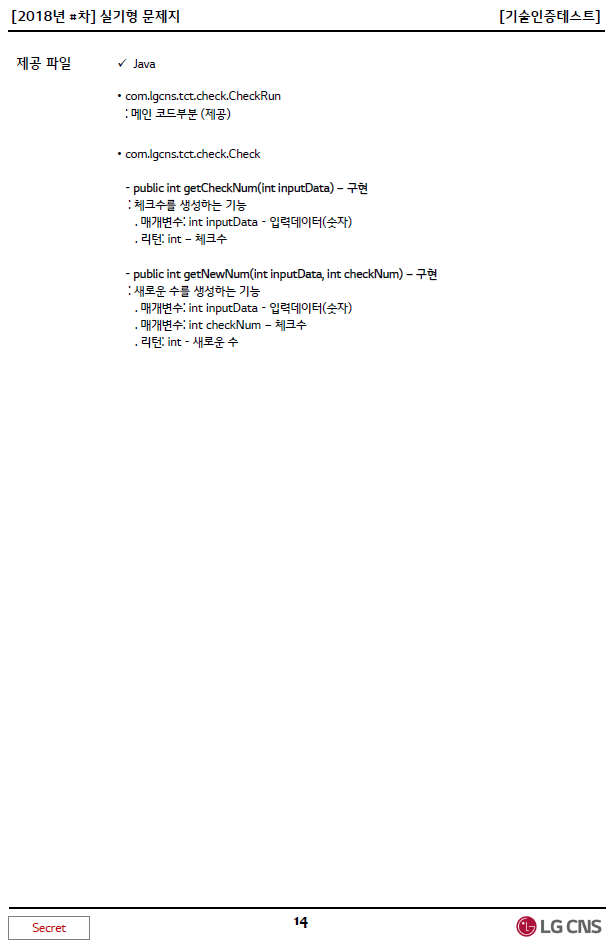 [2018년 #차] 실기형 문제지
[기술인증테스트]
제공 파일
✓ Java
• com.lgcns.tct.check.CheckRun
: 메인 코드부분 (제공)
• com.lgcns.tct.check.Check
- public int getCheckNum(int inputData) – 구현
: 체크수를 생성하는 기능
. 매개변수: int inputData - 입력데이터(숫자)
. 리턴: int – 체크수
- public int getNewNum(int inputData, int checkNum) – 구현
: 새로운 수를 생성하는 기능
. 매개변수: int inputData - 입력데이터(숫자)
. 매개변수: int checkNum – 체크수
. 리턴: int - 새로운 수
Secret
14
LG CNS